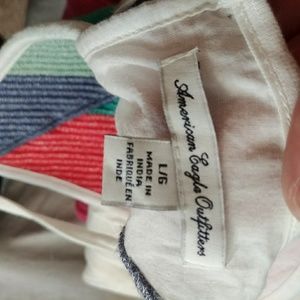 American Eagle Outfitters
L/G
MADE IN
INDIA
FABRIQUÉ EN
INDE